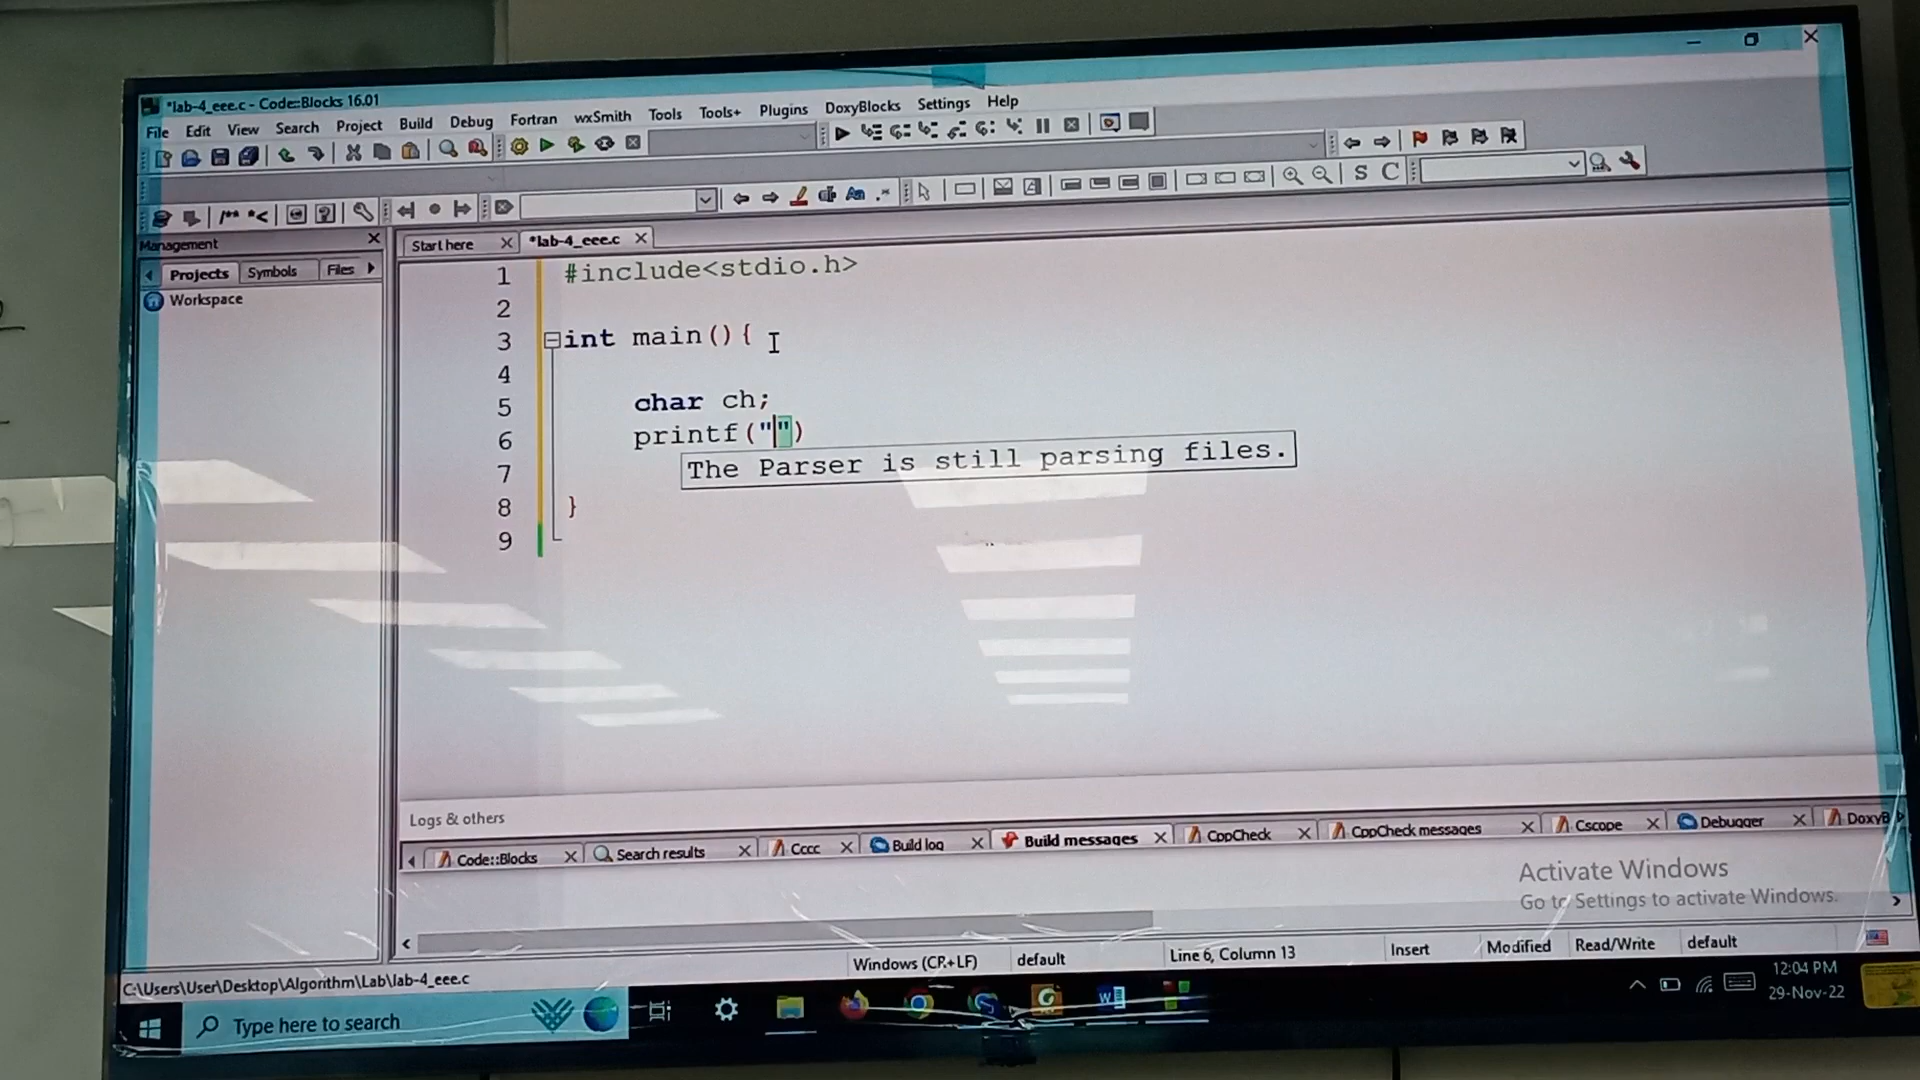 *lab-4_eee.c - Code::Blocks 16.01
File Edit View Search Project Build Debug Fortran wxSmith Tools Tools+ Plugins DoxyBlocks Settings Help
/** *<
S C
Management
Projects Symbols Files
Workspace
Start here *lab-4_eee.c
1 #include<stdio.h>
2
3 int main(){
4
5 char ch;
6 printf("")
The Parser is still parsing files.
7
8 }
9
Logs & others
Code::Blocks Search results Cccc Build log Build messages CppCheck CppCheck messages Cscope Debugger DoxyB
Activate Windows
Go to Settings to activate Windows.
C:\Users\User\Desktop\Algorithm\Lab\lab-4_eee.c Windows (CR+LF) default Line 6, Column 13 Insert Modified Read/Write default
Type here to search
12:04 PM
29-Nov-22